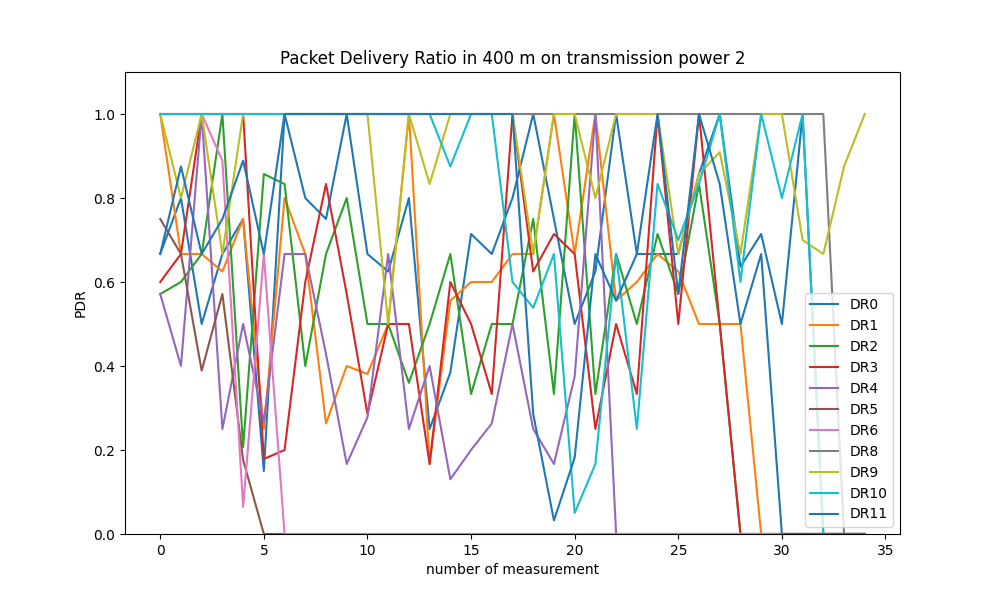 Packet Delivery Ratio in 400 m on transmission power 2
PDR
1.0
0.8
0.6
0.4
0.2
0.0
0 5 10 15 20 25 30 35
number of measurement
DR0
DR1
DR2
DR3
DR4
DR5
DR6
DR8
DR9
DR10
DR11